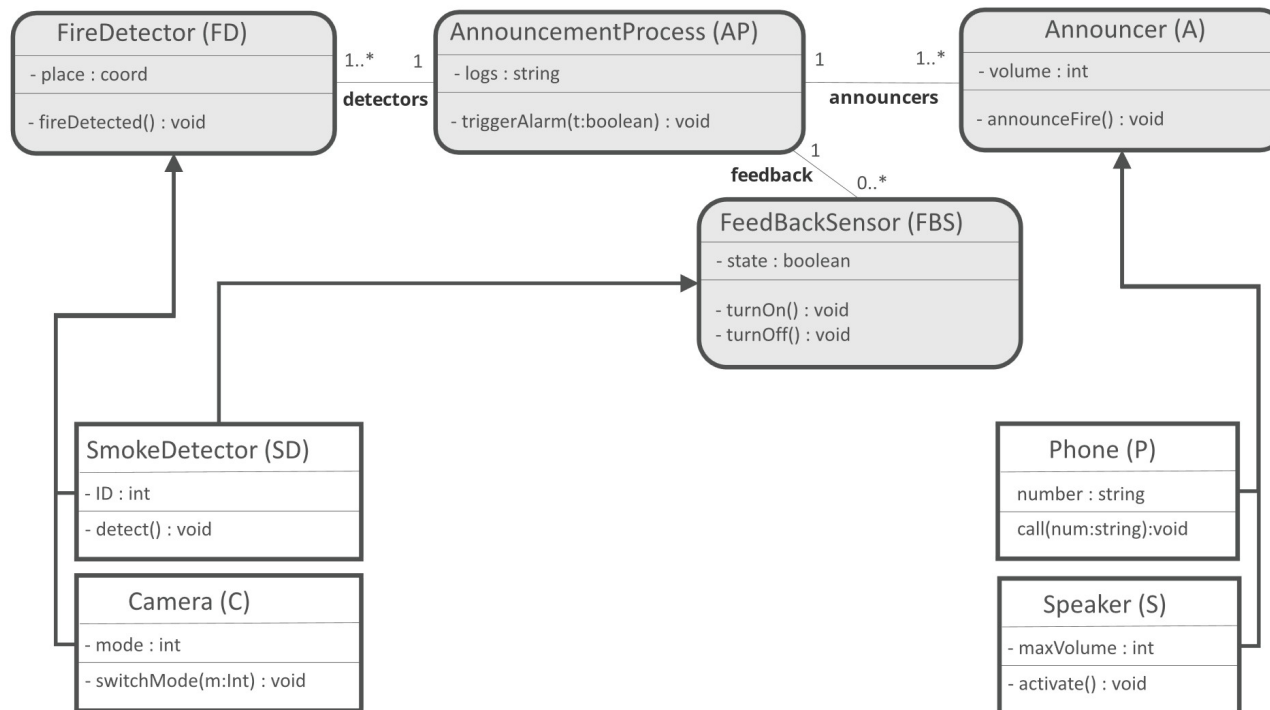 FireDetector (FD)
- place : coord
- fireDetected() : void
1..*
1
detectors
AnnouncementProcess (AP)
- logs : string
- triggerAlarm(t:boolean) : void
1
1..*
announcers
Announcer (A)
- volume : int
- announceFire() : void
1
feedback
0..*
FeedBackSensor (FBS)
- state : boolean
- turnOn() : void
- turnOff() : void
SmokeDetector (SD)
- ID : int
- detect() : void
Camera (C)
- mode : int
- switchMode(m:Int) : void
Phone (P)
number : string
call(num:string):void
Speaker (S)
- maxVolume : int
- activate() : void